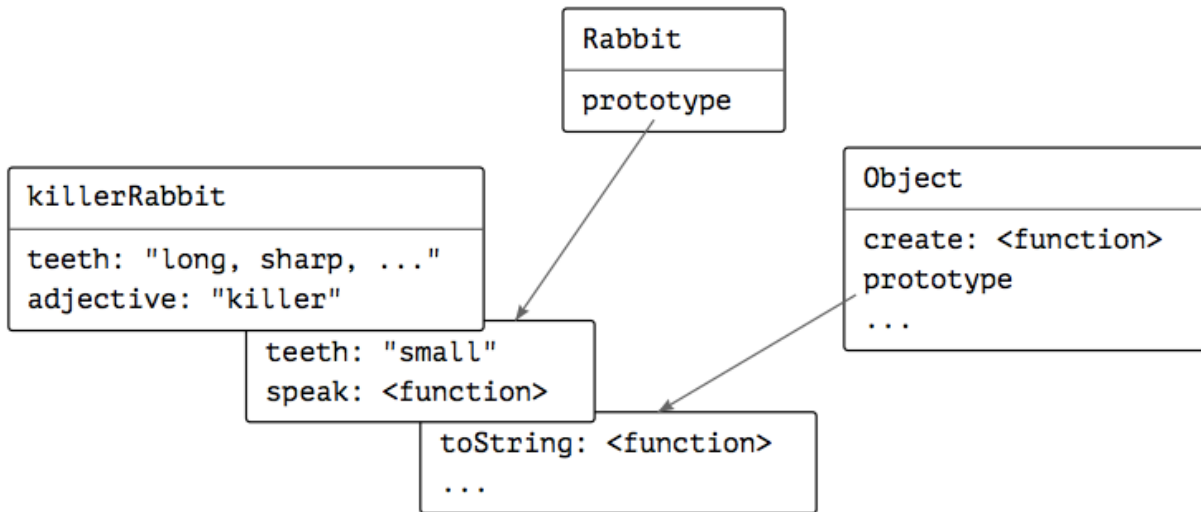 Rabbit
prototype
killerRabbit
teeth: "long, sharp, ..."
adjective: "killer"
Object
create: <function>
prototype
...
teeth: "small"
speak: <function>
toString: <function>
...